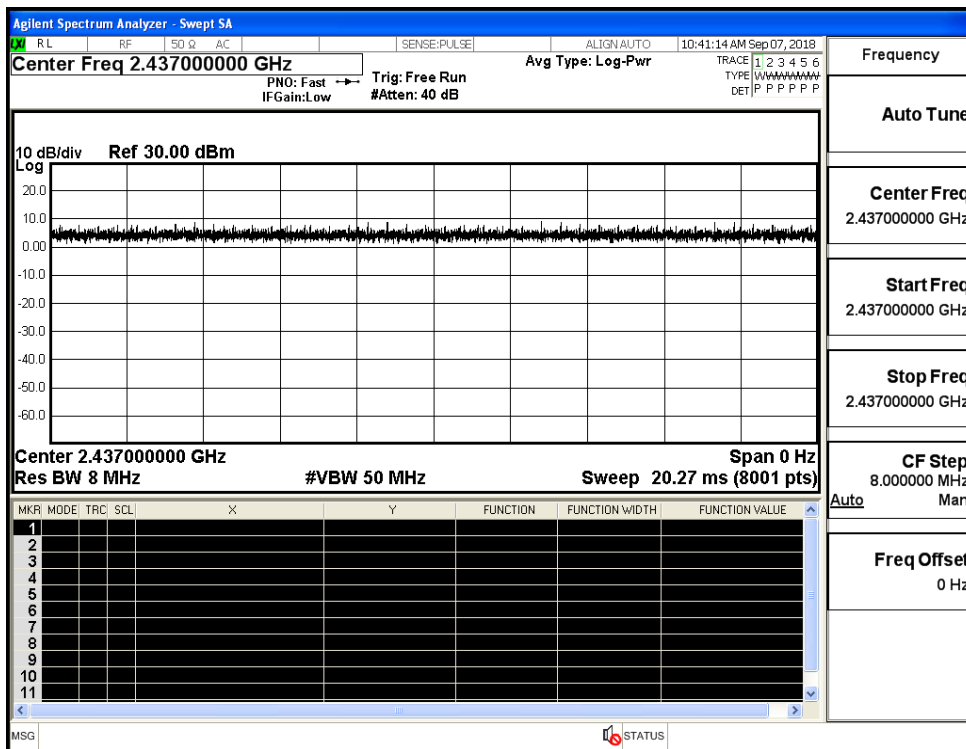 Agilent Spectrum Analyzer - Swept SA
LXI RL RF 50 Ω AC SENSE:PULSE ALIGN AUTO 10:41:14 AM Sep 07, 2018
Center Freq 2.437000000 GHz
PNO: Fast
IFGain:Low
Trig: Free Run
#Atten: 40 dB
Avg Type: Log-Pwr
TRACE 1 2 3 4 5 6
TYPE WWWWWW
DET P P P P P P
10 dB/div Ref 30.00 dBm
Log
20.0
10.0
0.00
-10.0
-20.0
-30.0
-40.0
-50.0
-60.0
Center 2.437000000 GHz Span 0 Hz
Res BW 8 MHz #VBW 50 MHz Sweep 20.27 ms (8001 pts)
MKR MODE TRC SCL X Y FUNCTION FUNCTION WIDTH FUNCTION VALUE
1
2
3
4
5
6
7
8
9
10
11
MSG STATUS
Frequency
Auto Tune
Center Freq
2.437000000 GHz
Start Freq
2.437000000 GHz
Stop Freq
2.437000000 GHz
CF Step
8.000000 MHz
Auto Man
Freq Offset
0 Hz